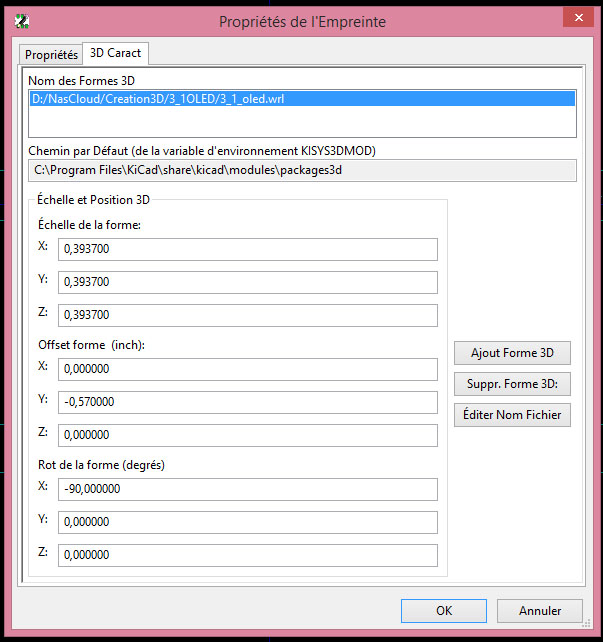 Propriétés de l'Empreinte
Propriétés
3D Caract
Nom des Formes 3D
D:/NasCloud/Creation3D/3_1OLED/3_1_oled.wrl
Chemin par Défaut (de la variable d'environnement KISYS3DMOD)
C:\Program Files\KiCad\share\kicad\modules\packages3d
Échelle et Position 3D
Échelle de la forme:
X: 0,393700
Y: 0,393700
Z: 0,393700
Offset forme (inch):
X: 0,000000
Y: -0,570000
Z: 0,000000
Rot de la forme (degrés)
X: -90,000000
Y: 0,000000
Z: 0,000000
Ajout Forme 3D
Suppr. Forme 3D:
Éditer Nom Fichier
OK
Annuler